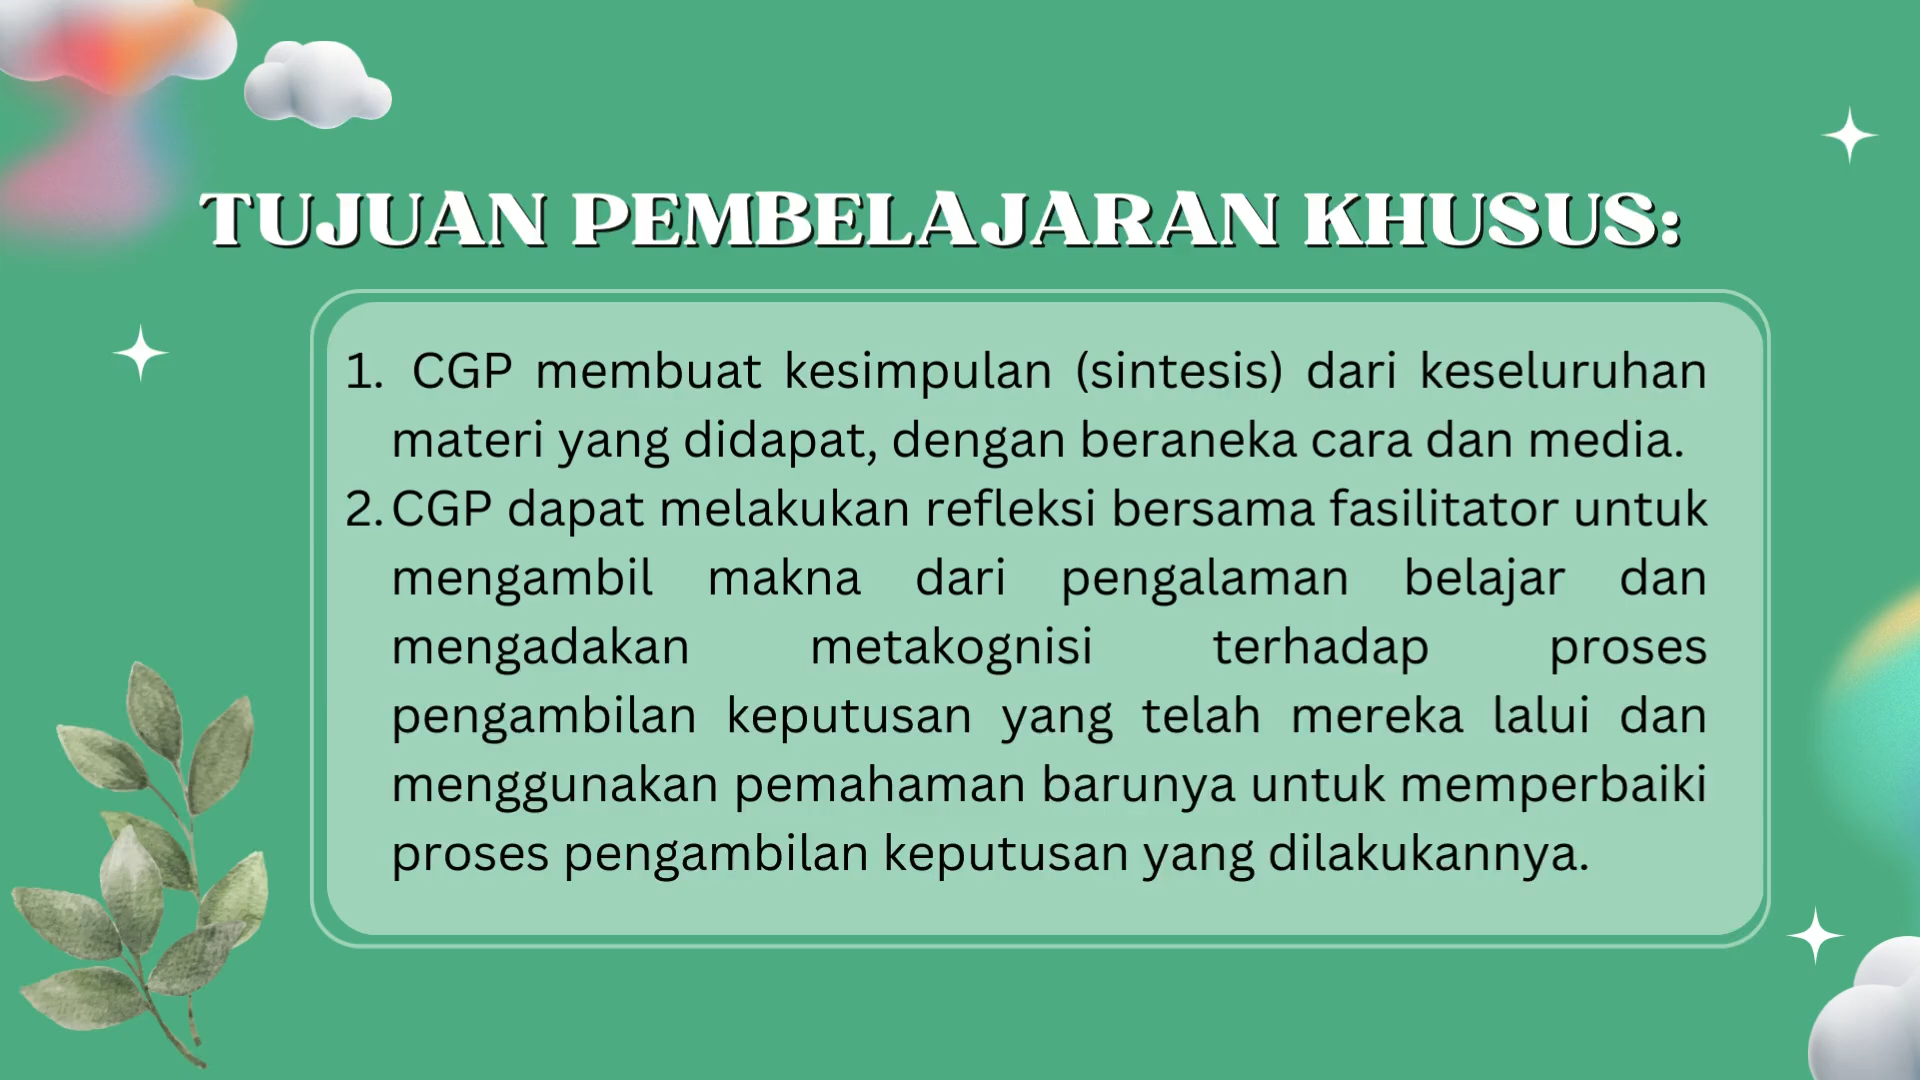 TUJUAN PEMBELAJARAN KHUSUS:
1. CGP membuat kesimpulan (sintesis) dari keseluruhan
materi yang didapat, dengan beraneka cara dan media.
2. CGP dapat melakukan refleksi bersama fasilitator untuk
mengambil makna dari pengalaman belajar dan
mengadakan metakognisi terhadap proses
pengambilan keputusan yang telah mereka lalui dan
menggunakan pemahaman barunya untuk memperbaiki
proses pengambilan keputusan yang dilakukannya.